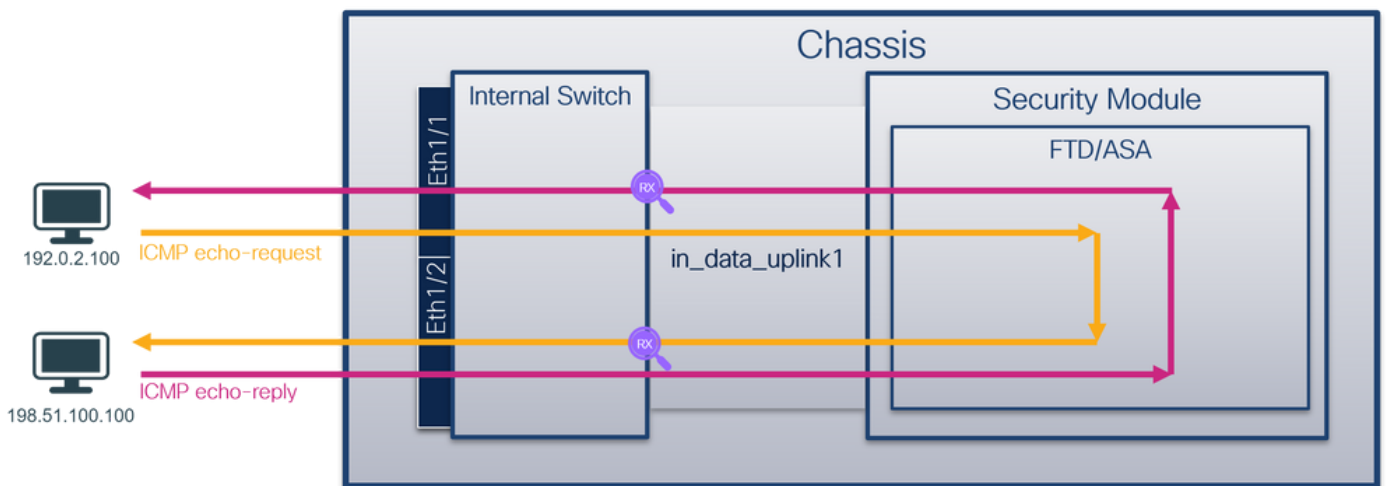 Chassis
Internal Switch
Security Module
FTD/ASA
Eth1/1
RX
192.0.2.100
ICMP echo-request
in_data_uplink1
Eth1/2
RX
198.51.100.100
ICMP echo-reply